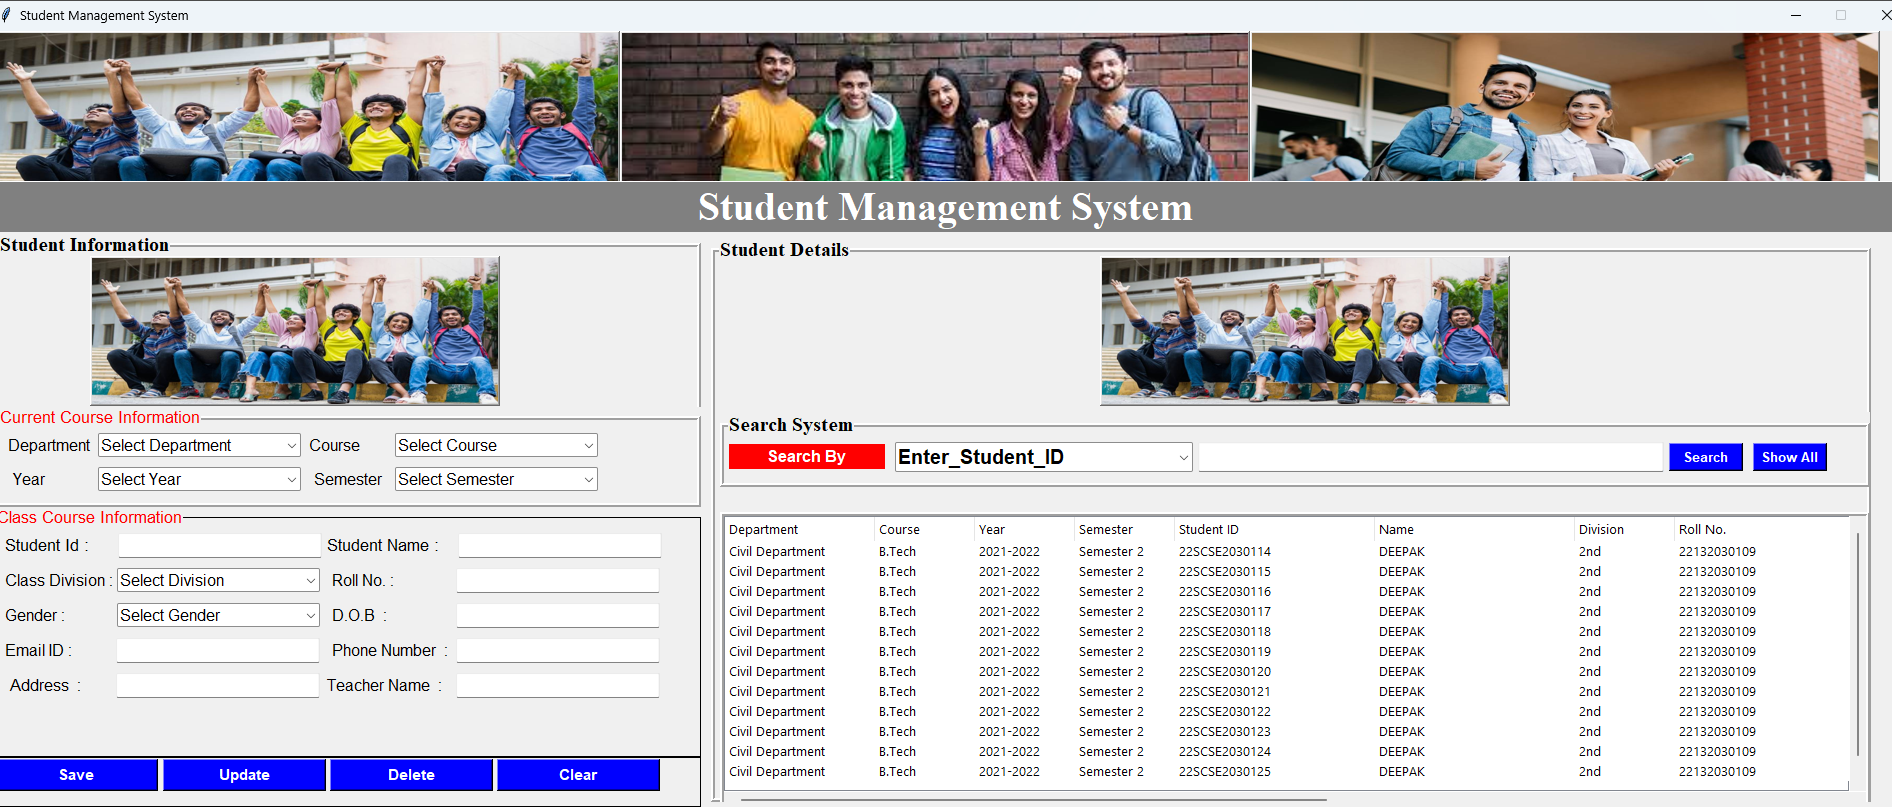 Student Management System
Student Management System
Student Information
Current Course Information
Department Select Department Course Select Course
Year Select Year Semester Select Semester
Class Course Information
Student Id : Student Name :
Class Division : Select Division Roll No. :
Gender : Select Gender D.O.B :
Email ID : Phone Number :
Address : Teacher Name :
Save Update Delete Clear
Student Details
Search System
Search By Enter_Student_ID Search Show All
Department Course Year Semester Student ID Name Division Roll No.
Civil Department B.Tech 2021-2022 Semester 2 22SCSE2030114 DEEPAK 2nd 22132030109
Civil Department B.Tech 2021-2022 Semester 2 22SCSE2030115 DEEPAK 2nd 22132030109
Civil Department B.Tech 2021-2022 Semester 2 22SCSE2030116 DEEPAK 2nd 22132030109
Civil Department B.Tech 2021-2022 Semester 2 22SCSE2030117 DEEPAK 2nd 22132030109
Civil Department B.Tech 2021-2022 Semester 2 22SCSE2030118 DEEPAK 2nd 22132030109
Civil Department B.Tech 2021-2022 Semester 2 22SCSE2030119 DEEPAK 2nd 22132030109
Civil Department B.Tech 2021-2022 Semester 2 22SCSE2030120 DEEPAK 2nd 22132030109
Civil Department B.Tech 2021-2022 Semester 2 22SCSE2030121 DEEPAK 2nd 22132030109
Civil Department B.Tech 2021-2022 Semester 2 22SCSE2030122 DEEPAK 2nd 22132030109
Civil Department B.Tech 2021-2022 Semester 2 22SCSE2030123 DEEPAK 2nd 22132030109
Civil Department B.Tech 2021-2022 Semester 2 22SCSE2030124 DEEPAK 2nd 22132030109
Civil Department B.Tech 2021-2022 Semester 2 22SCSE2030125 DEEPAK 2nd 22132030109